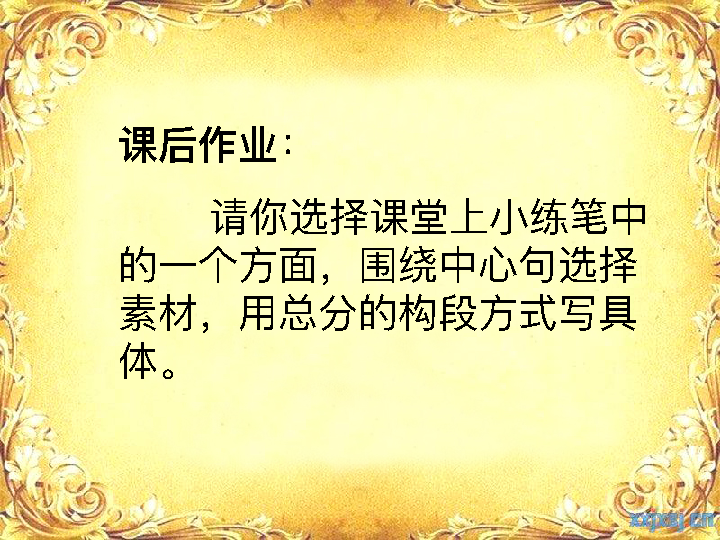 课后作业：
请你选择课堂上小练笔中
的一个方面，围绕中心句选择
素材，用总分的构段方式写具
体。
xxjxsj.cn